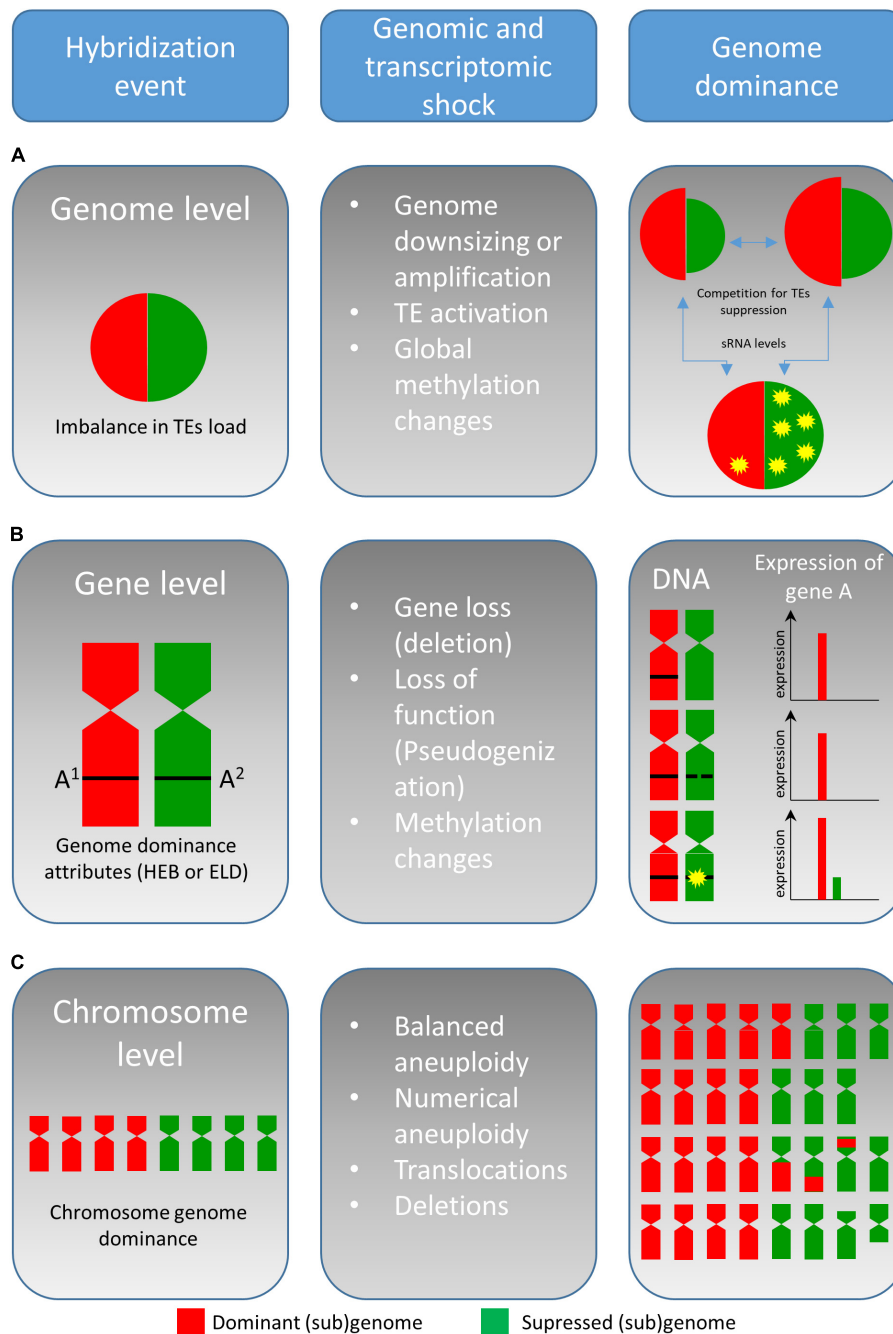 Hybridization
event
Genomic and
transcriptomic
shock
Genome
dominance
A
Genome level
Imbalance in TEs load
• Genome
downsizing or
amplification
• TE activation
• Global
methylation
changes
Competition for TEs
suppression
sRNA levels
B
Gene level
A¹
A²
Genome dominance
attributes (HEB or ELD)
• Gene loss
(deletion)
• Loss of
function
(Pseudogeniz
ation)
• Methylation
changes
DNA
Expression of
gene A
expression
expression
expression
C
Chromosome
level
Chromosome genome
dominance
• Balanced
aneuploidy
• Numerical
aneuploidy
• Translocations
• Deletions
Dominant (sub)genome
Supressed (sub)genome